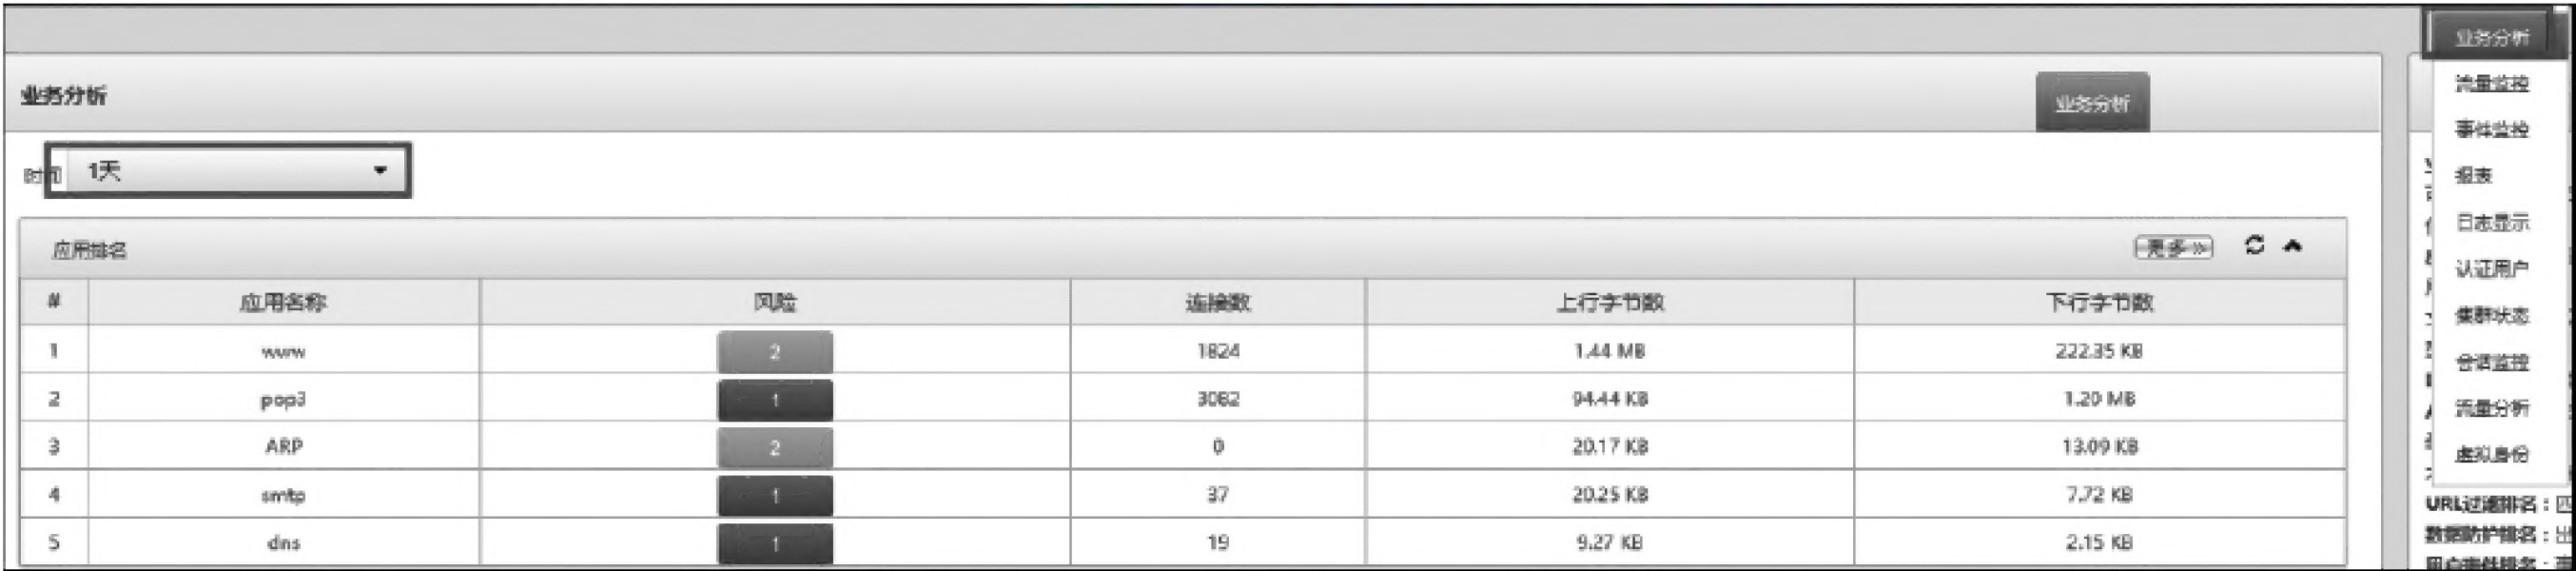 业务分析
业务分析
时间 1天
应用排名 更多 »
# 应用名称 风险 连接数 上行字节数 下行字节数
1 www 2 1824 1.44 MB 222.35 KB
2 pop3 1 3082 94.44 KB 1.20 MB
3 ARP 2 0 20.17 KB 13.09 KB
4 smtp 1 37 20.25 KB 7.72 KB
5 dns 1 19 9.27 KB 2.15 KB
业务分析
流量监控
事件监控
报表
日志显示
认证用户
集群状态
会话监控
流量分析
虚拟身份
URL过滤排名：
数据防护排名：
用户事件排名：